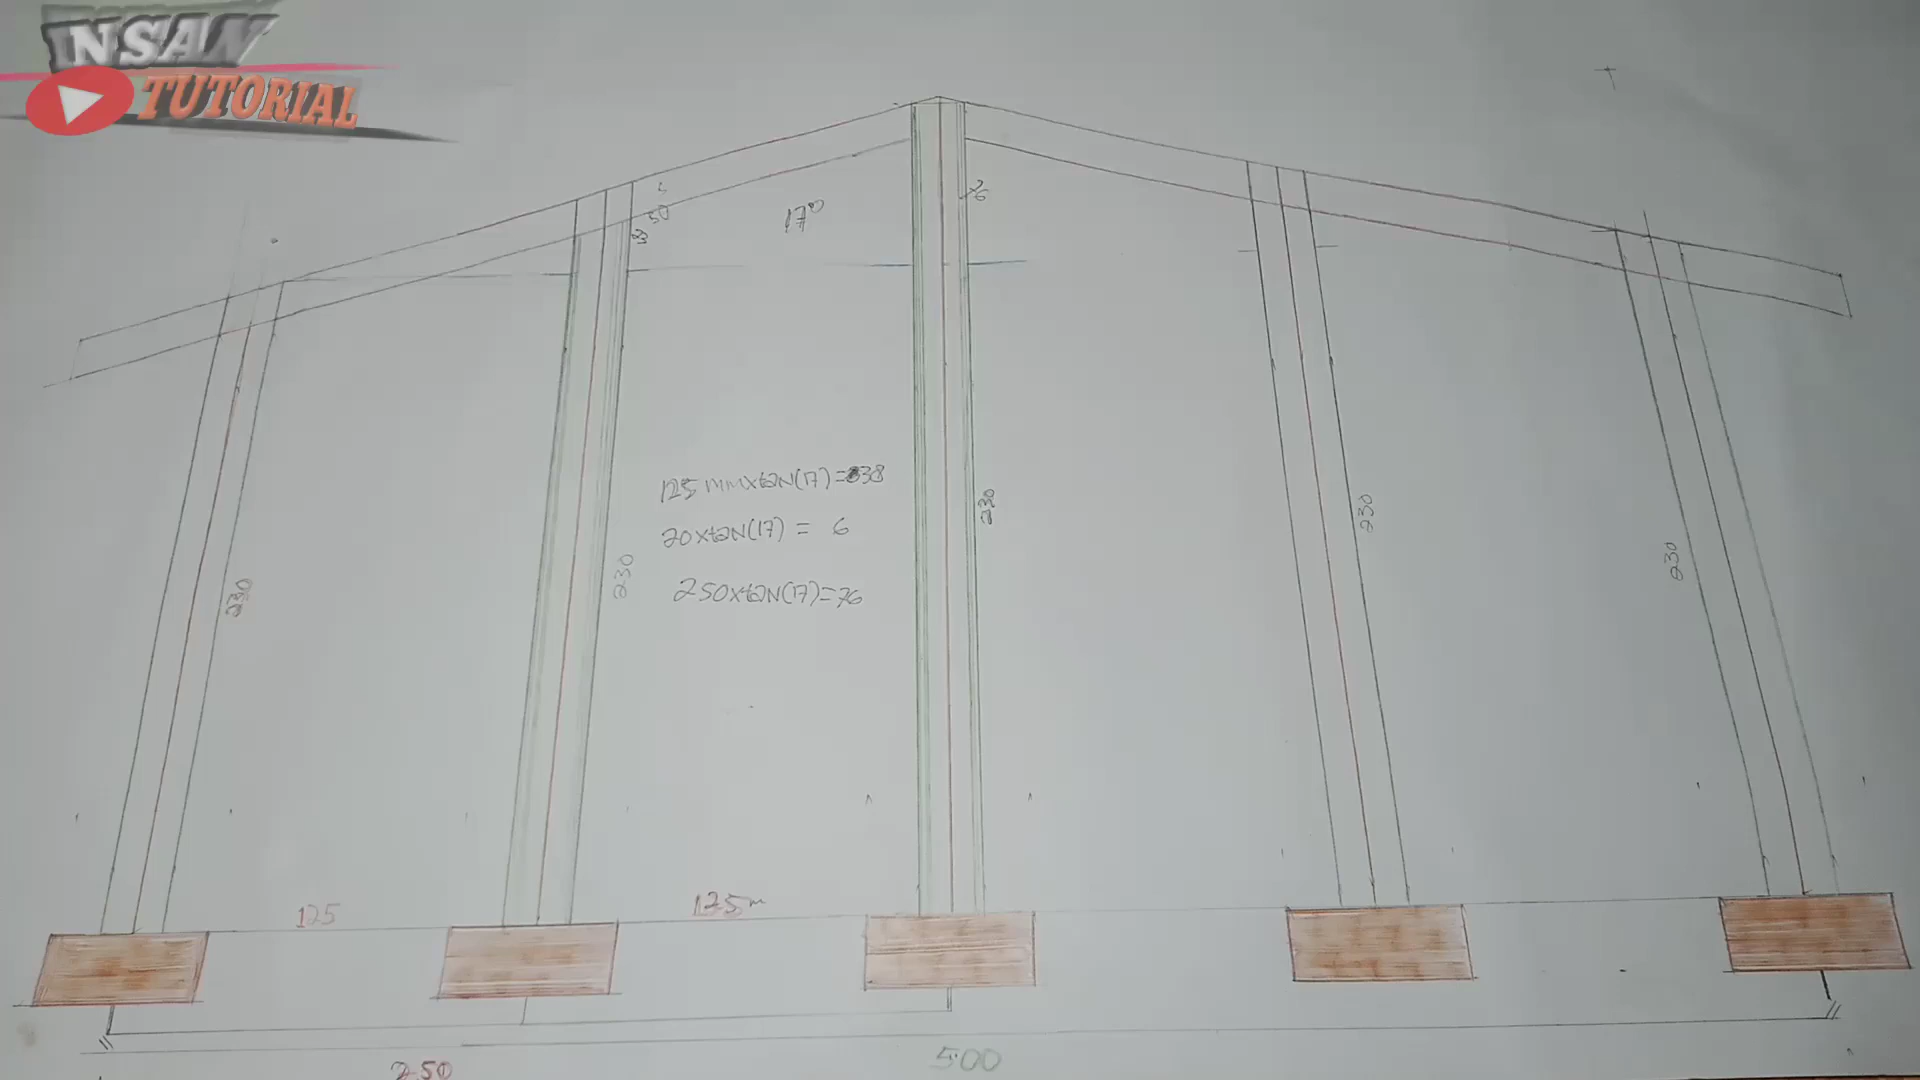 INSAN
TUTORIAL
50
17°
76
125 mmxtaN(17)=38
20xtaN(17) = 6
250xtaN(17)=76
230
230
230
230
230
125
125m
250
500